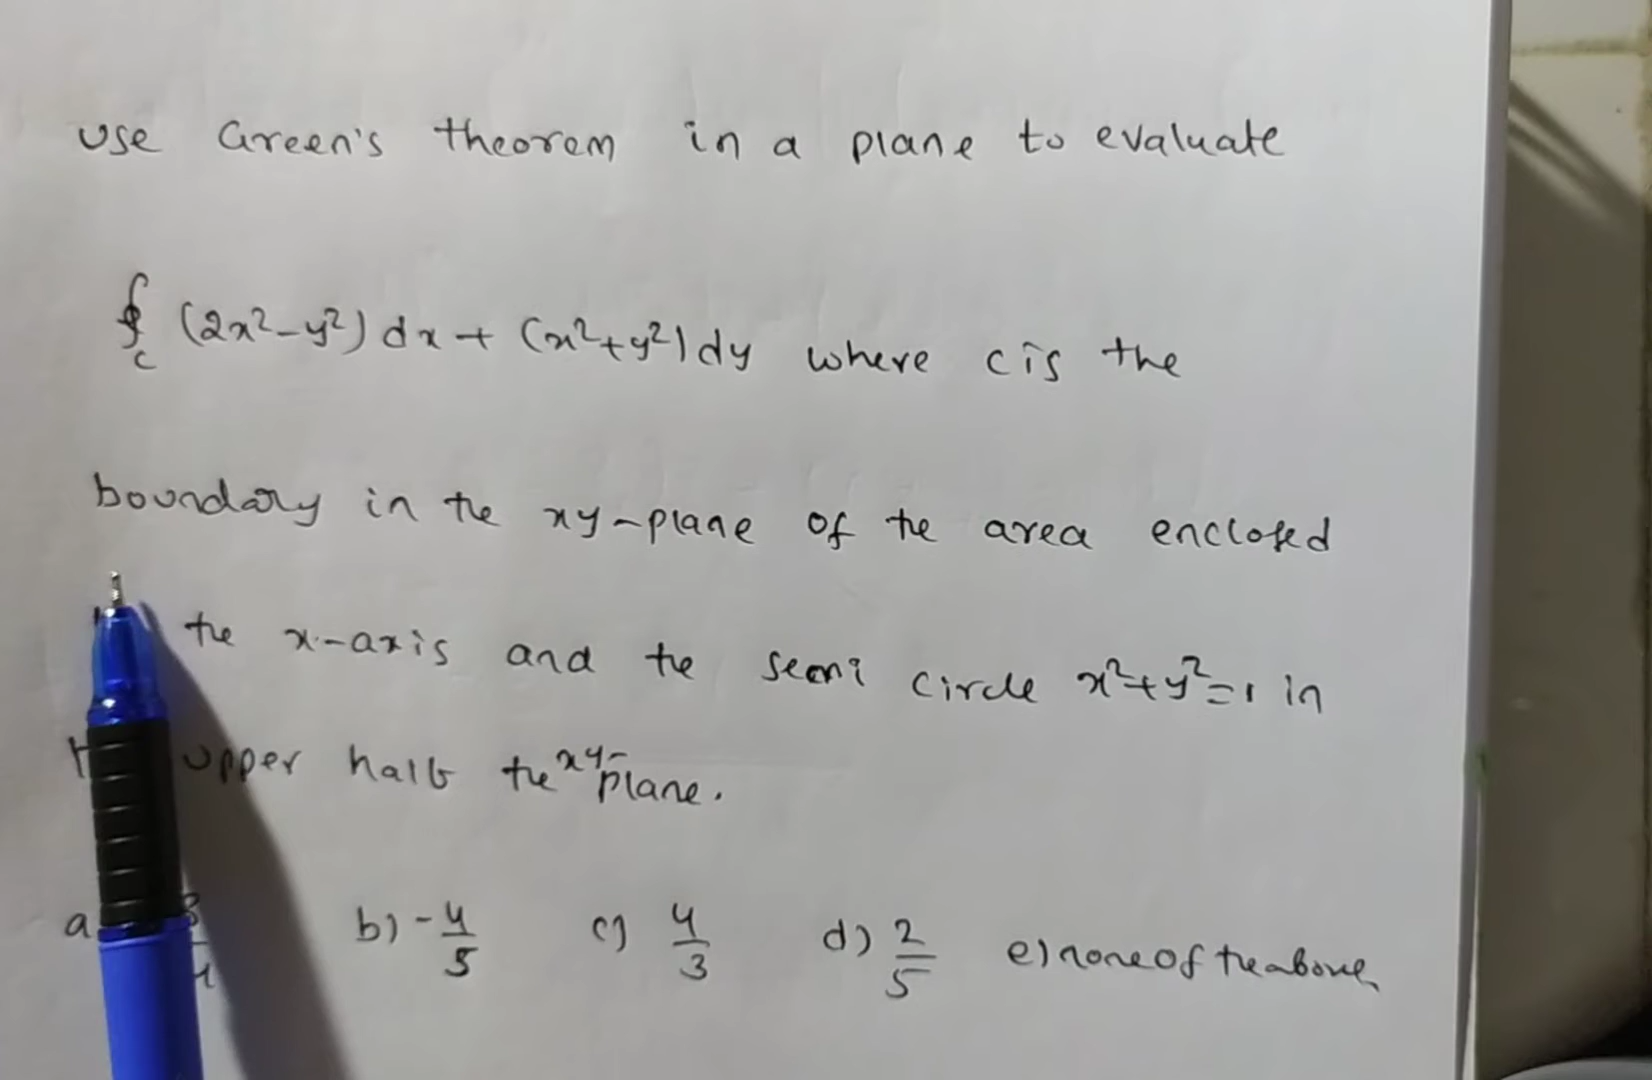 use Green's theorem in a plane to evaluate
∮c (2x²-y²) dx + (x²+y²) dy where c is the
boundary in the xy-plane of the area enclosed
the x-axis and the semi circle x²+y²=1 in
upper half the xy-plane.
a b) -4/5 c) 4/3 d) 2/5 e) none of the above